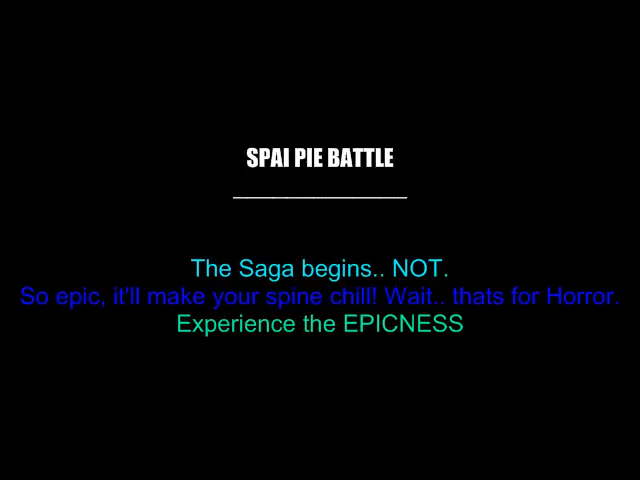 SPAI PIE BATTLE
_____________
The Saga begins.. NOT.
So epic, it'll make your spine chill! Wait.. thats for Horror.
Experience the EPICNESS